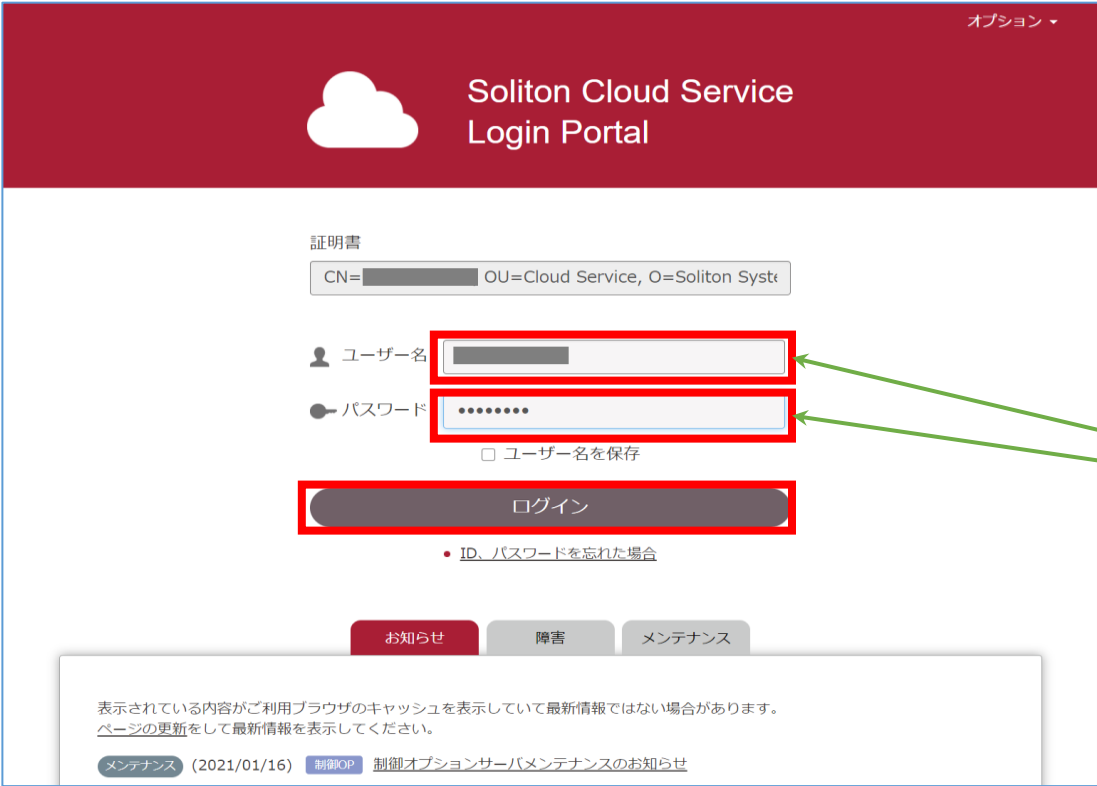 オプション
Soliton Cloud Service
Login Portal
証明書
CN= OU=Cloud Service, O=Soliton Syste
ユーザー名
パスワード ••••••••
ユーザー名を保存
ログイン
• ID、パスワードを忘れた場合
お知らせ 障害 メンテナンス
表示されている内容がご利用ブラウザのキャッシュを表示していて最新情報ではない場合があります。
ページの更新をして最新情報を表示してください。
メンテナンス (2021/01/16) 制御OP 制御オプションサーバメンテナンスのお知らせ